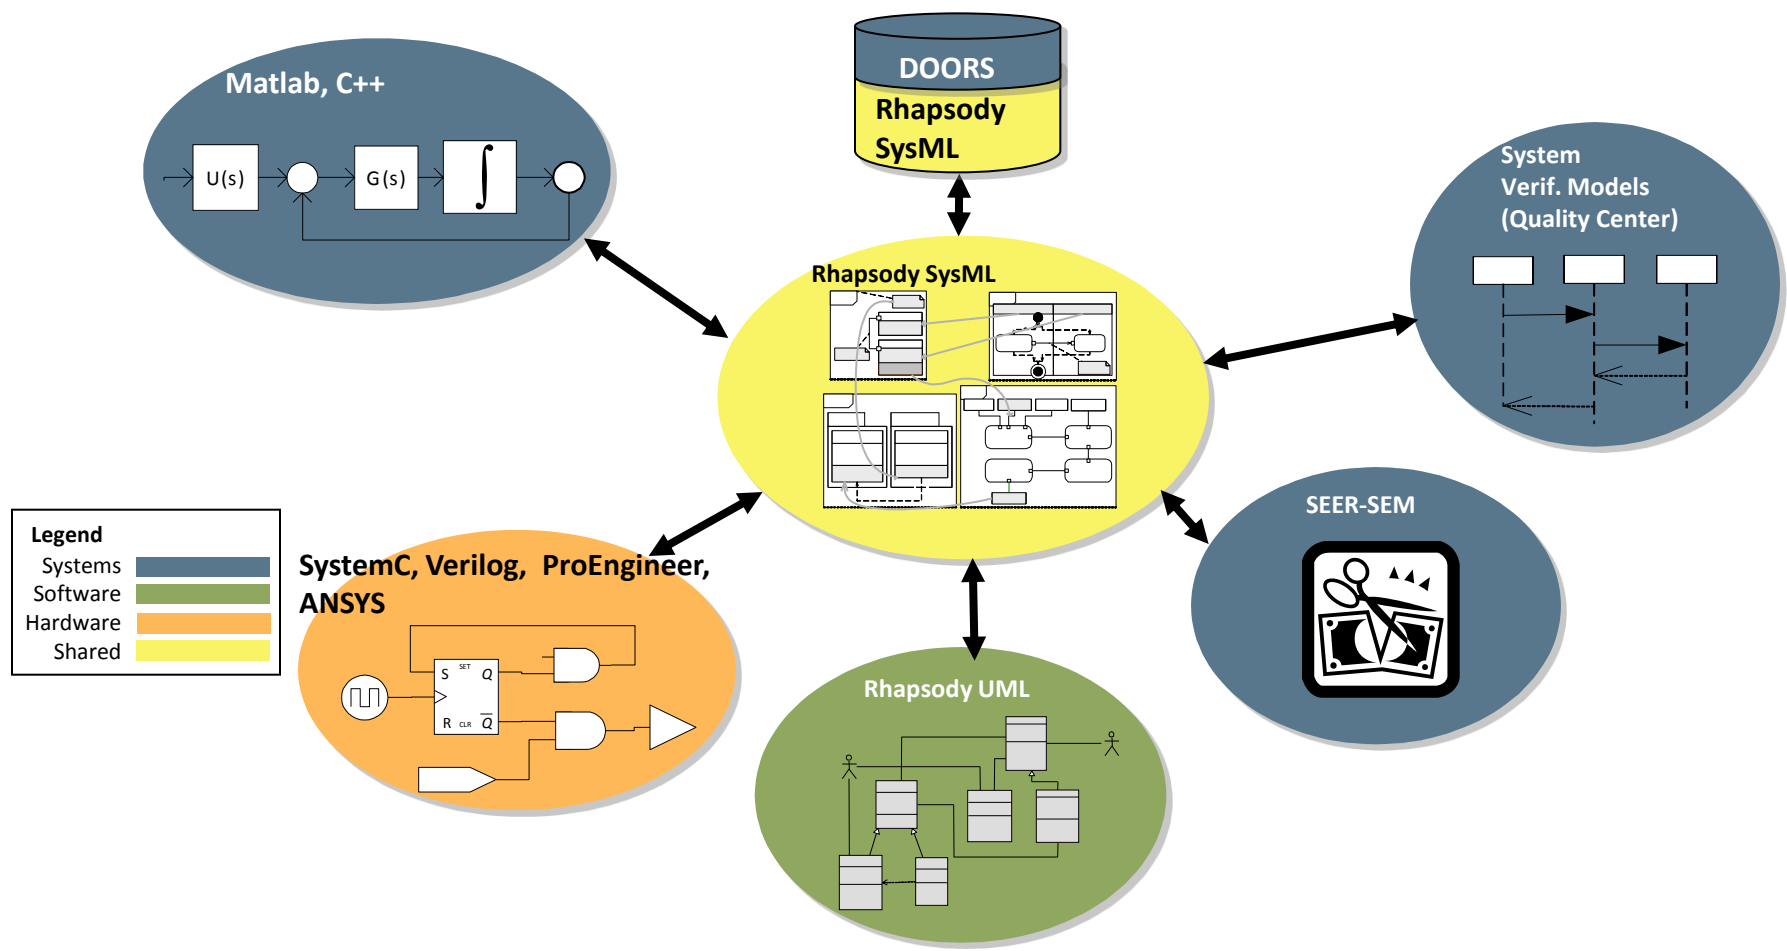 DOORS
Rhapsody
SysML
Matlab, C++
U(s)
G(s)
∫
System
Verif. Models
(Quality Center)
Rhapsody SysML
SEER-SEM
Legend
Systems
Software
Hardware
Shared
SystemC, Verilog, ProEngineer,
ANSYS
S SET Q
R CLR Q̅
Rhapsody UML